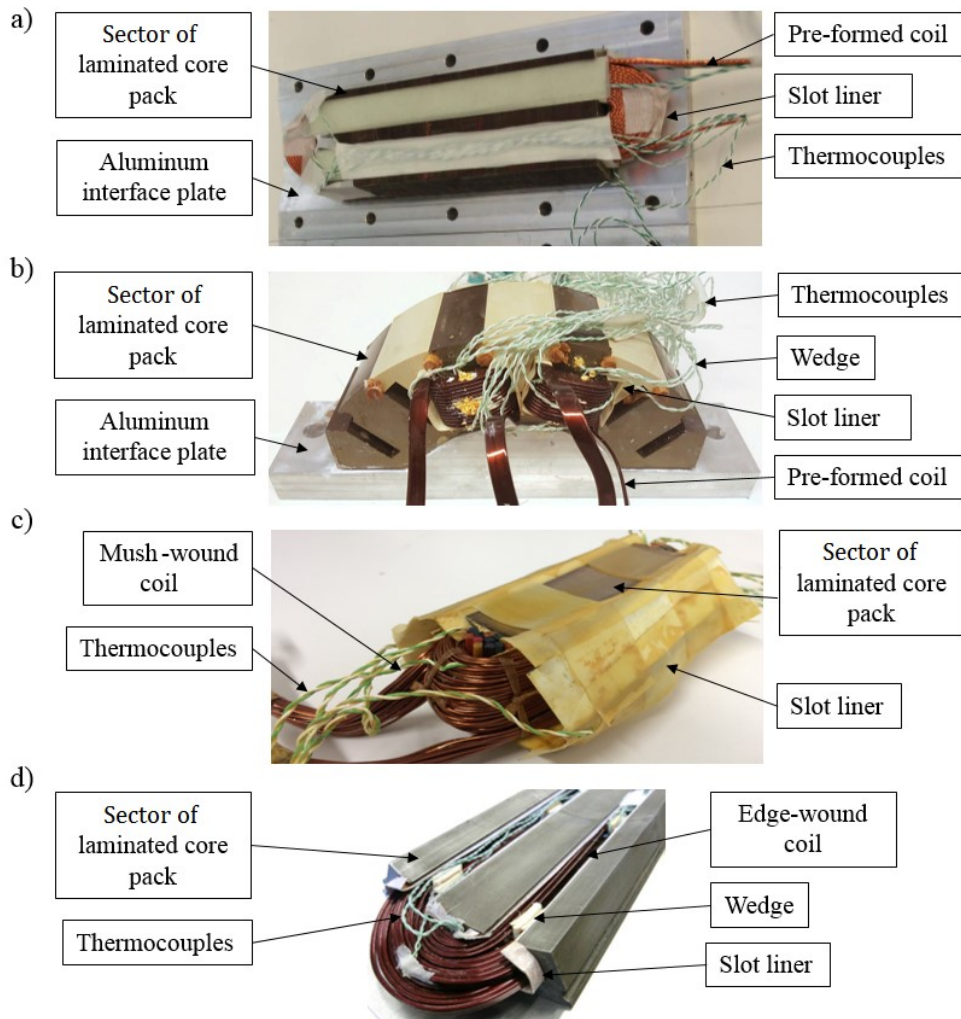 a)
Sector of
laminated core
pack
Aluminum
interface plate
Pre-formed coil
Slot liner
Thermocouples
b)
Sector of
laminated core
pack
Aluminum
interface plate
Thermocouples
Wedge
Slot liner
Pre-formed coil
c)
Mush-wound
coil
Thermocouples
Sector of
laminated core
pack
Slot liner
d)
Sector of
laminated core
pack
Thermocouples
Edge-wound
coil
Wedge
Slot liner